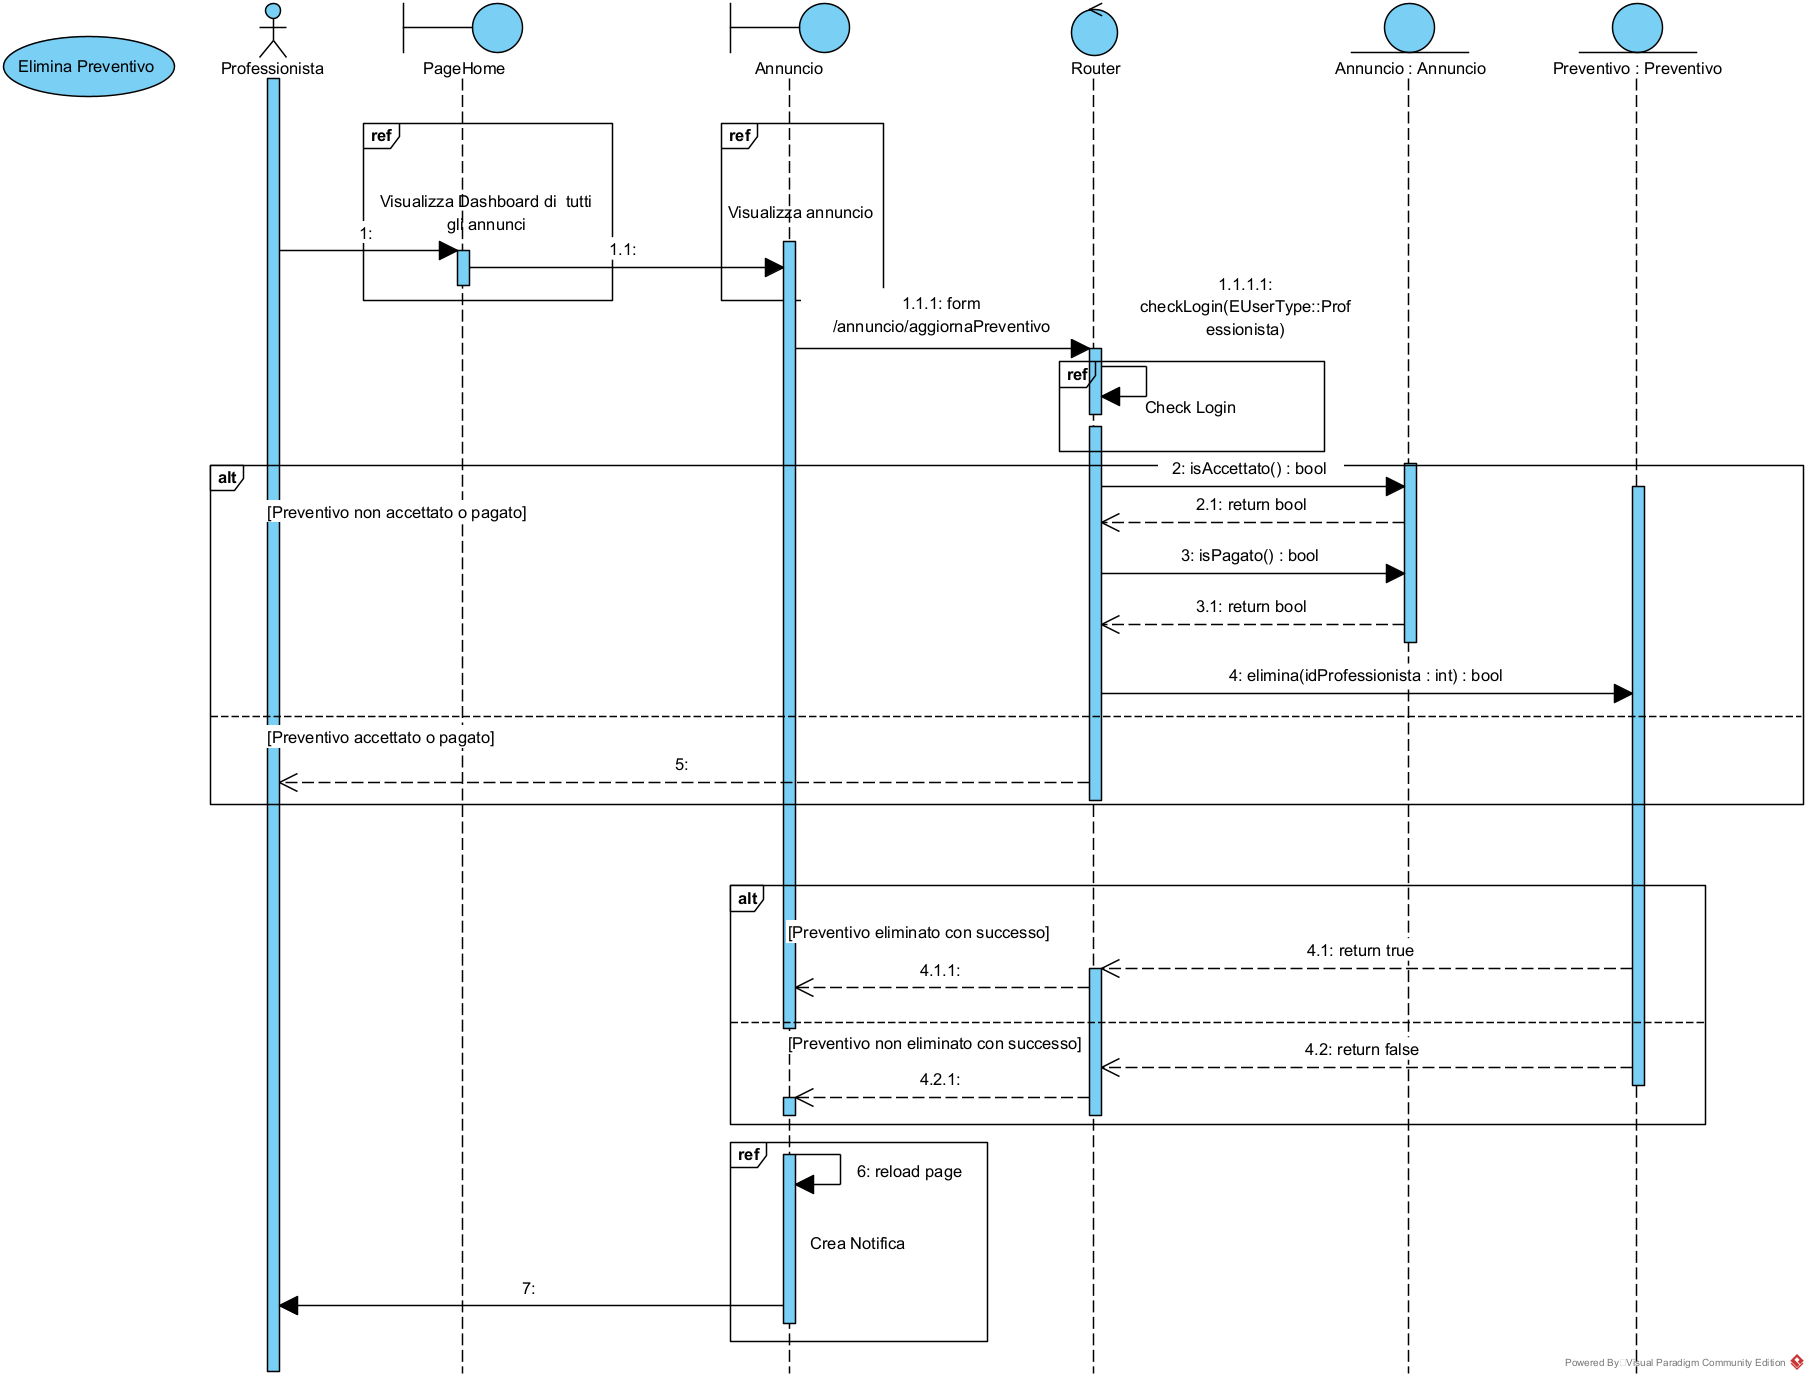 Elimina Preventivo
Professionista
PageHome
Annuncio
Router
Annuncio : Annuncio
Preventivo : Preventivo
ref
Visualizza Dashboard di  tutti
gli annunci
ref
Visualizza annuncio
1:
1.1:
1.1.1: form
/annuncio/aggiornaPreventivo
1.1.1.1:
checkLogin(EUserType::Prof
essionista)
ref
Check Login
alt
2: isAccettato() : bool
[Preventivo non accettato o pagato]
2.1: return bool
3: isPagato() : bool
3.1: return bool
4: elimina(idProfessionista : int) : bool
[Preventivo accettato o pagato]
5:
alt
[Preventivo eliminato con successo]
4.1: return true
4.1.1:
[Preventivo non eliminato con successo]
4.2: return false
4.2.1:
ref
6: reload page
Crea Notifica
7:
Powered By Visual Paradigm Community Edition